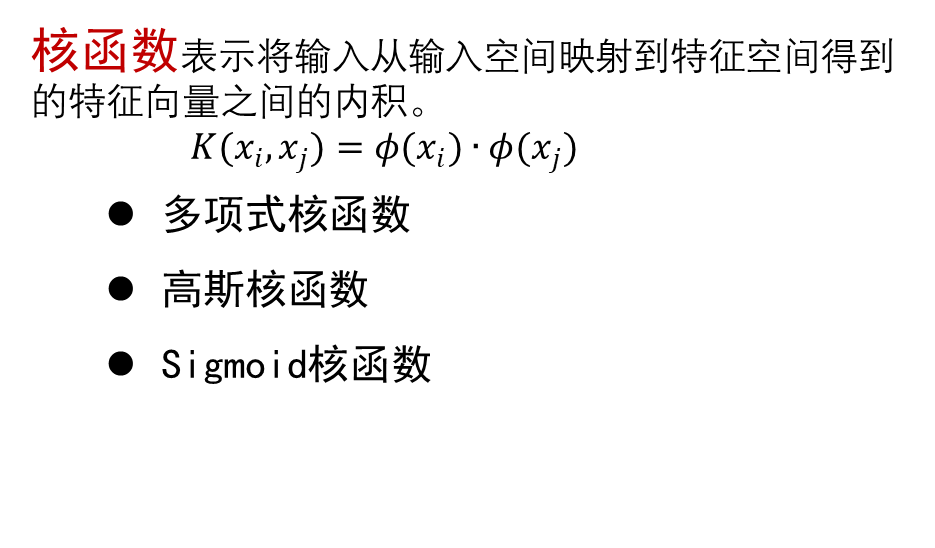 核函数表示将输入从输入空间映射到特征空间得到
的特征向量之间的内积。
𝐾(𝑥ᵢ,𝑥ⱼ) = 𝜙(𝑥ᵢ)·𝜙(𝑥ⱼ)
● 多项式核函数
● 高斯核函数
● Sigmoid核函数